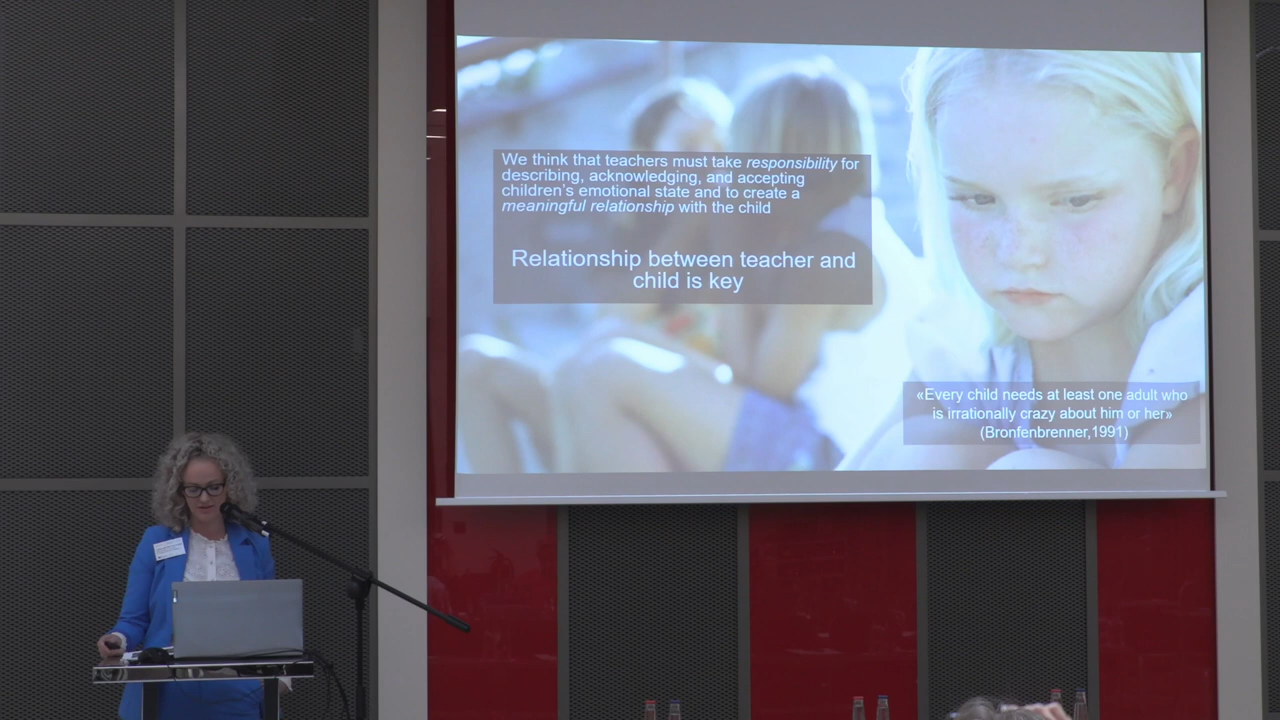 We think that teachers must take responsibility for
describing, acknowledging, and accepting
children's emotional state and to create a
meaningful relationship with the child
Relationship between teacher and
child is key
«Every child needs at least one adult who
is irrationally crazy about him or her»
(Bronfenbrenner,1991)